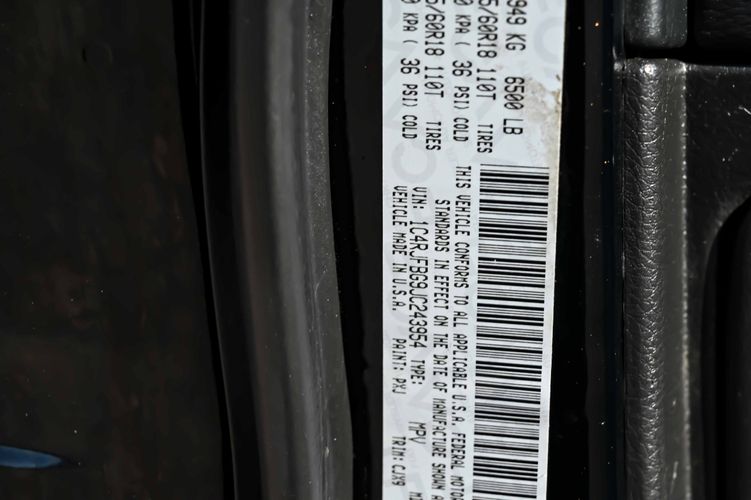 949 KG 6500 LB
5/60R18 110T TIRES
0 KPA ( 36 PSI) COLD
5/60R18 110T TIRES
0 KPA ( 36 PSI) COLD
THIS VEHICLE CONFORMS TO ALL APPLICABLE U.S.A. FEDERAL MOTOR
STANDARDS IN EFFECT ON THE DATE OF MANUFACTURE SHOWN A
VIN: 1C4RJFBG9JC243954 TYPE: MPV
VEHICLE MADE IN U.S.A. PAINT: PXJ TRIM: CJX9